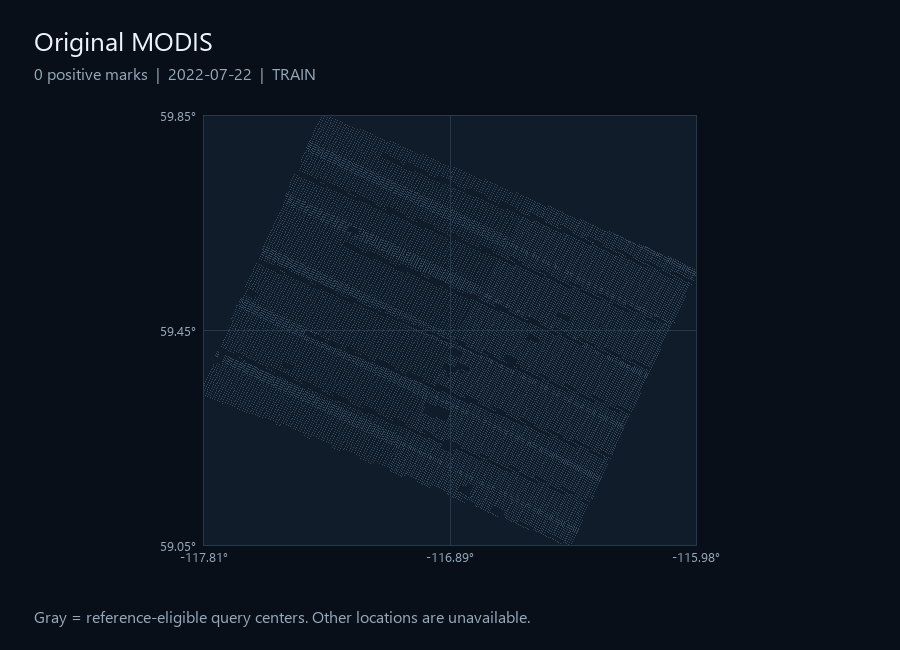 Original MODIS
0 positive marks | 2022-07-22 | TRAIN
59.85°
59.45°
59.05°
-117.81°
-116.89°
-115.98°
Gray = reference-eligible query centers. Other locations are unavailable.